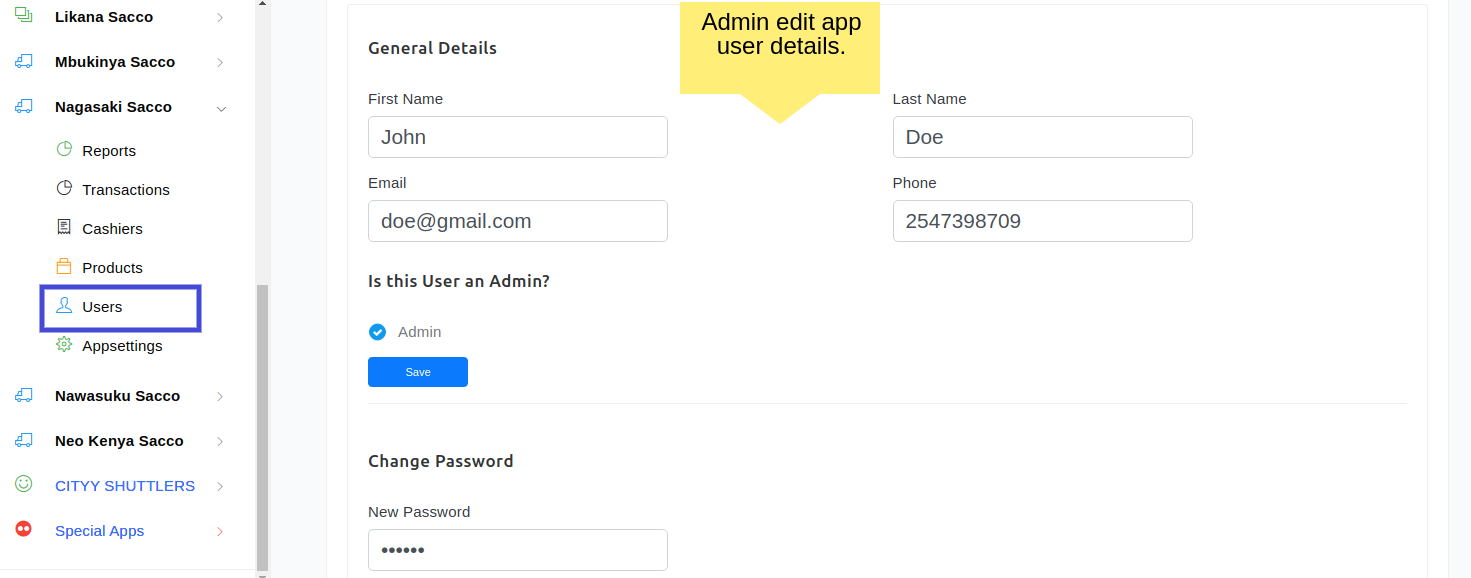 Likana Sacco
Mbukinya Sacco
Nagasaki Sacco
Reports
Transactions
Cashiers
Products
Users
Appsettings
Nawasuku Sacco
Neo Kenya Sacco
CITYY SHUTTLERS
Special Apps
Admin edit app
user details.
General Details
First Name
Last Name
John
Doe
Email
Phone
doe@gmail.com
2547398709
Is this User an Admin?
Admin
Save
Change Password
New Password
••••••